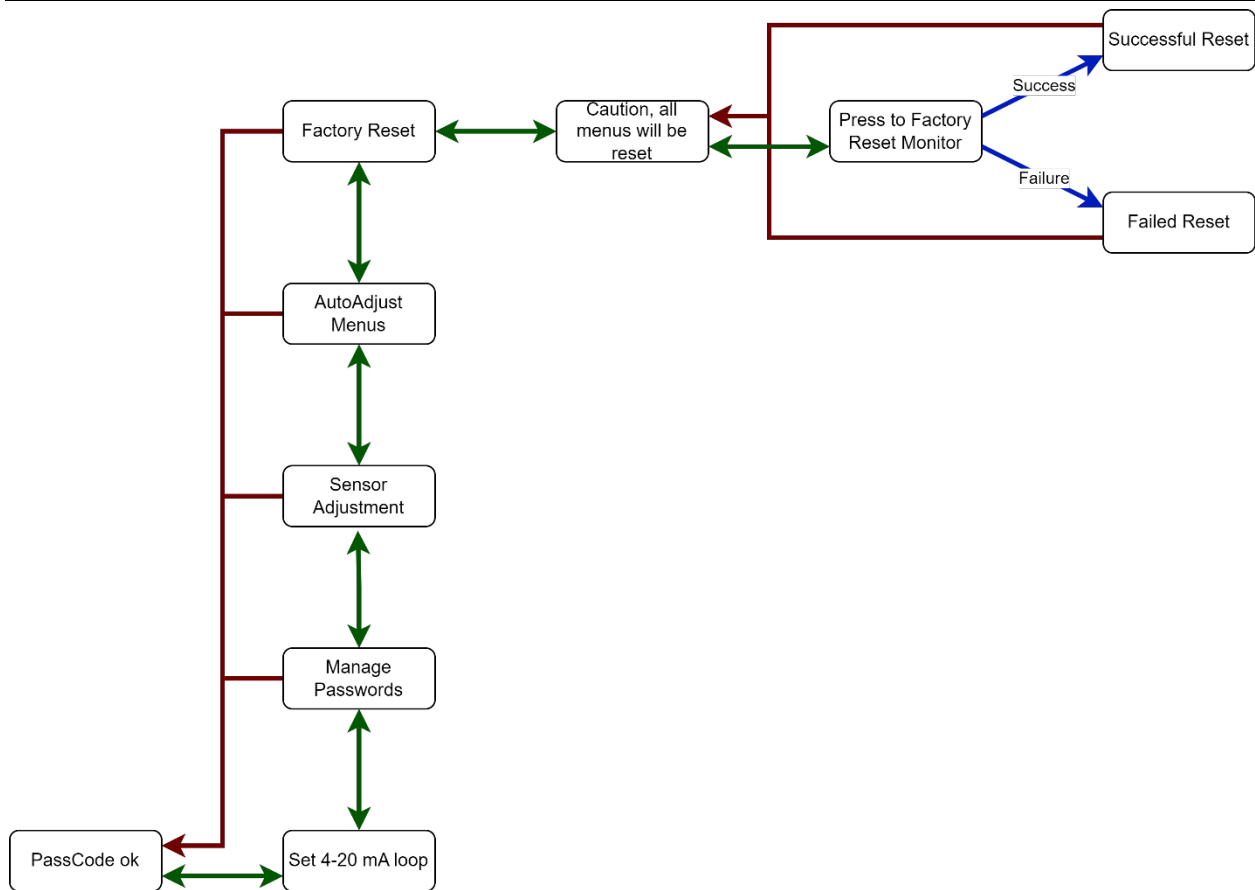 Successful Reset
Success
Factory Reset
Caution, all
menus will be
reset
Press to Factory
Reset Monitor
Failure
Failed Reset
AutoAdjust
Menus
Sensor
Adjustment
Manage
Passwords
PassCode ok
Set 4-20 mA loop